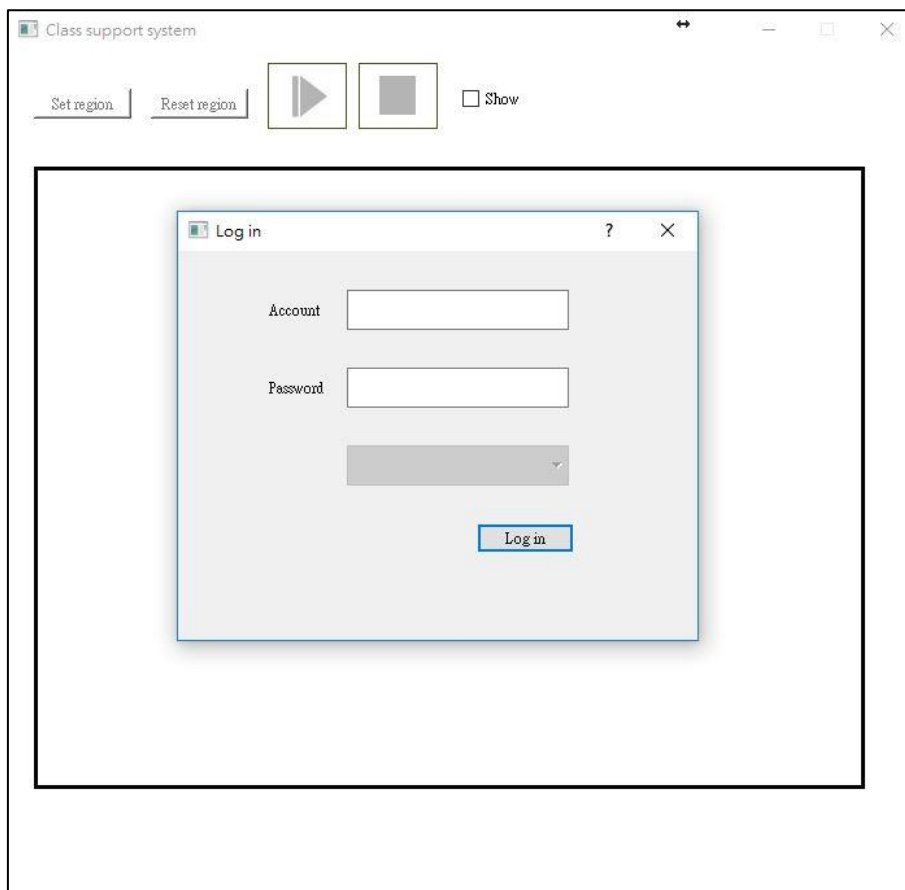 Class support system
Set region Reset region Show
Log in ?
Account
Password
Log in